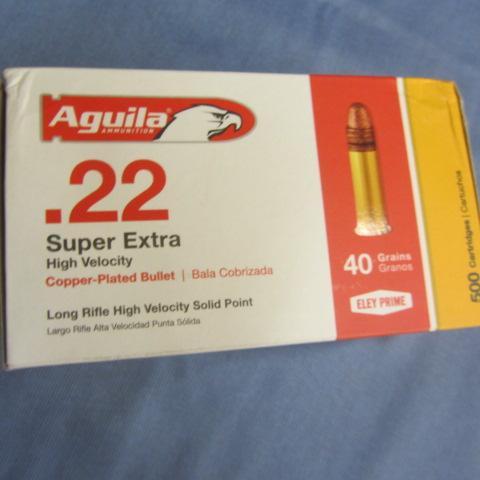 Aguila®
AMMUNITION
.22
Super Extra
High Velocity
Copper-Plated Bullet | Bala Cobrizada
Long Rifle High Velocity Solid Point
Largo Rifle Alta Velocidad Punta Sólida
40 Grains
Granos
ELEY PRIME
500 Cartridges | Cartuchos